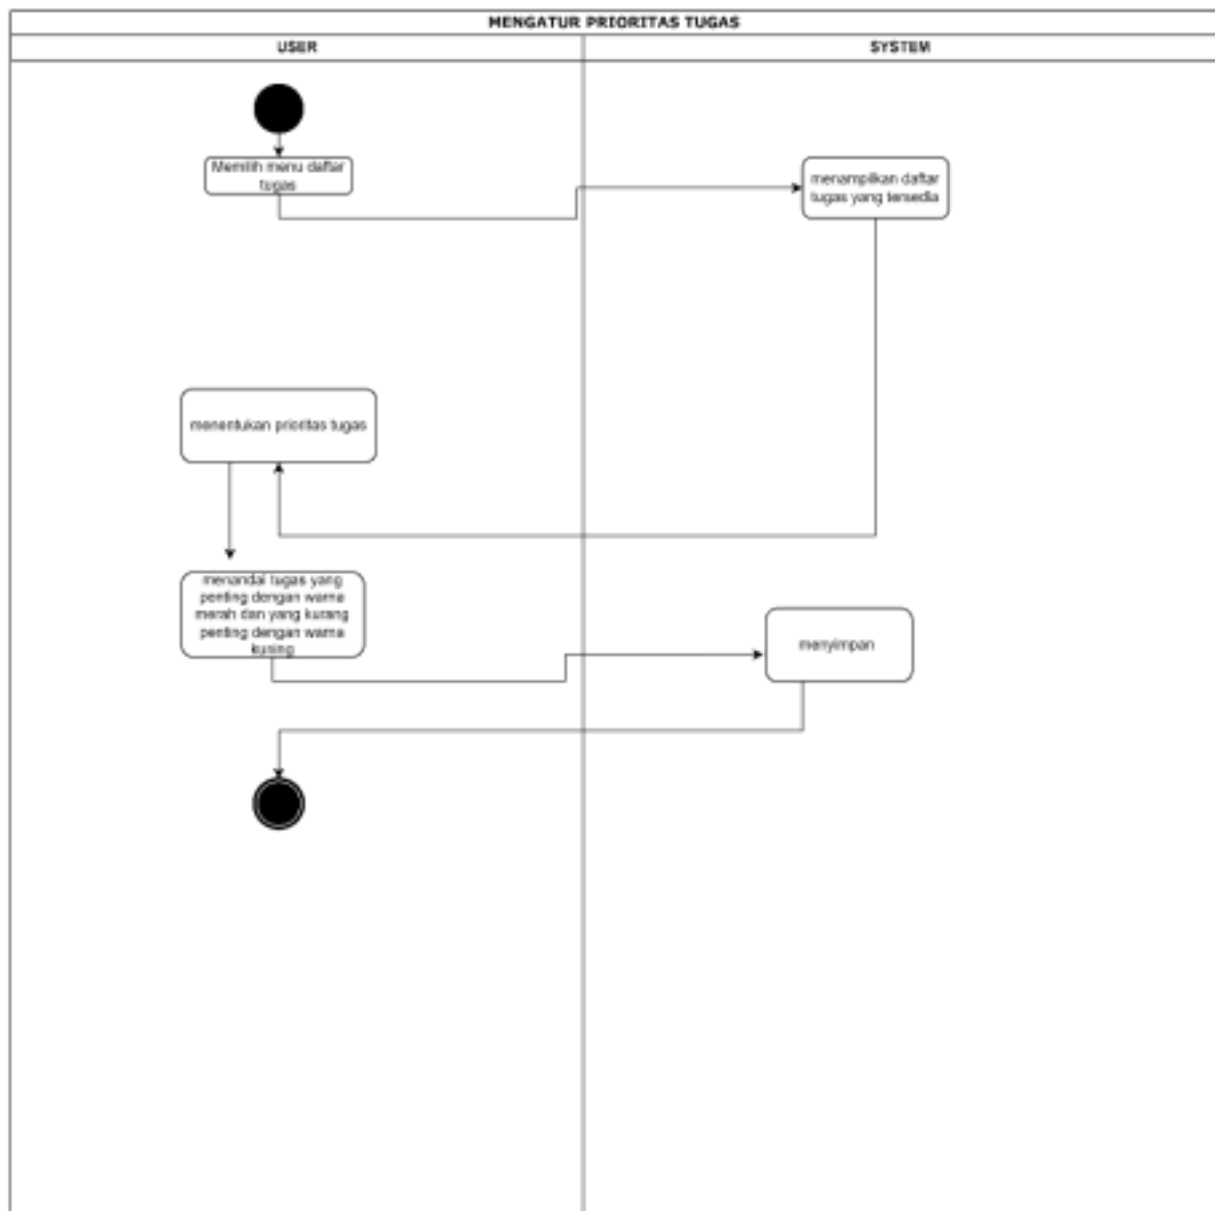 MENGATUR PRIORITAS TUGAS
USER
SYSTEM
Memilih menu daftar
tugas
menampilkan daftar
tugas yang tersedia
menentukan prioritas tugas
menandai tugas yang
penting dengan warna
merah dan yang kurang
penting dengan warna
kuning
menyimpan